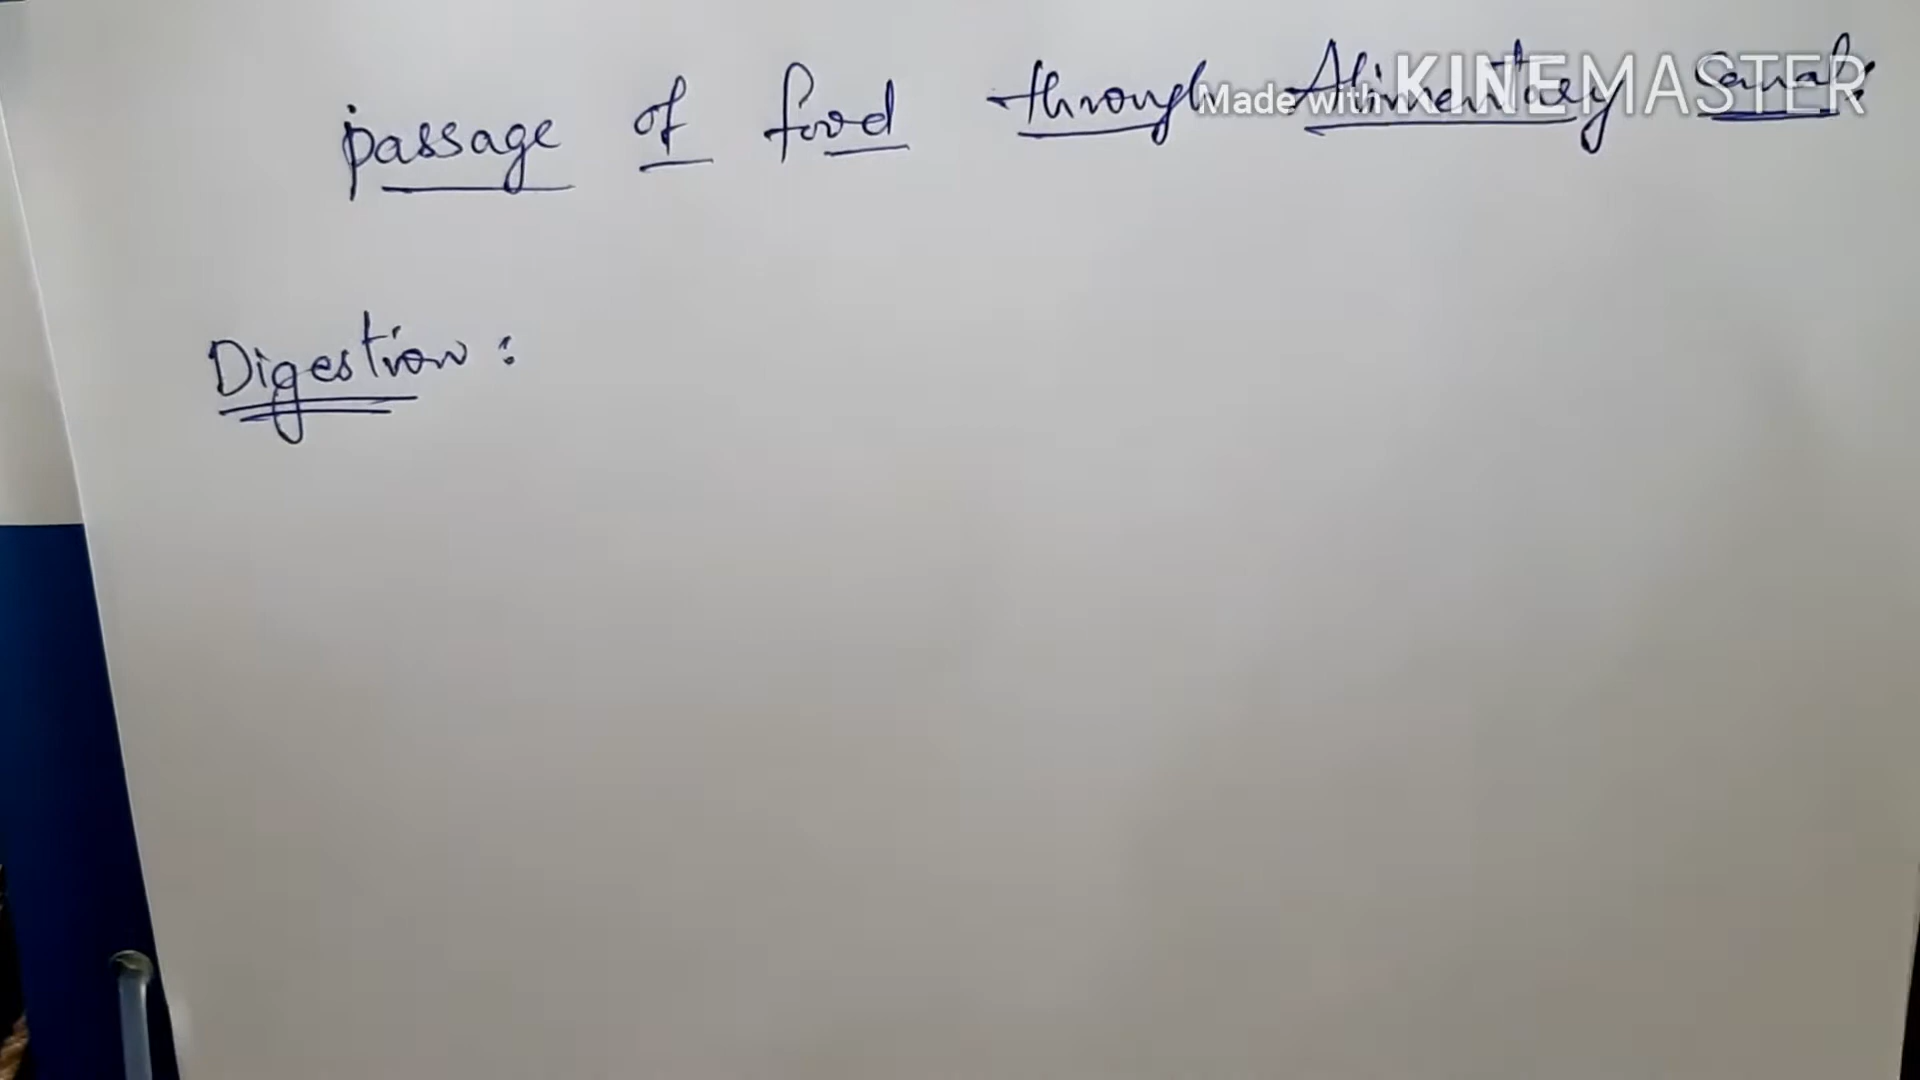 passage of food through Alimentary canal:
Made with KINEMASTER
Digestion: